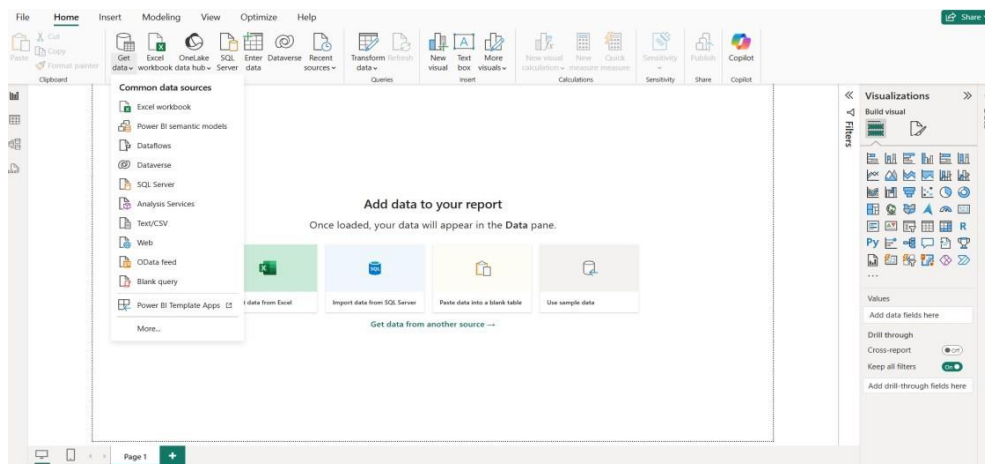 File Home Insert Modeling View Optimize Help
Share
Paste
Cut
Copy
Format painter
Clipboard
Get data
Excel workbook
OneLake data hub
SQL Server
Enter data
Dataverse
Recent sources
Transform data
Refresh
Queries
New visual
Text box
More visuals
Insert
New visual calculation
New measure
Quick measure
Calculations
Sensitivity
Sensitivity
Publish
Share
Copilot
Copilot
Common data sources
Excel workbook
Power BI semantic models
Dataflows
Dataverse
SQL Server
Analysis Services
Text/CSV
Web
OData feed
Blank query
Power BI Template Apps
More...
Add data to your report
Once loaded, your data will appear in the Data pane.
SQL
t data from Excel
Import data from SQL Server
Paste data into a blank table
Use sample data
Get data from another source →
Filters
Visualizations
Build visual
R
Py
...
Values
Add data fields here
Drill through
Cross-report
Off
Keep all filters
On
Add drill-through fields here
Page 1